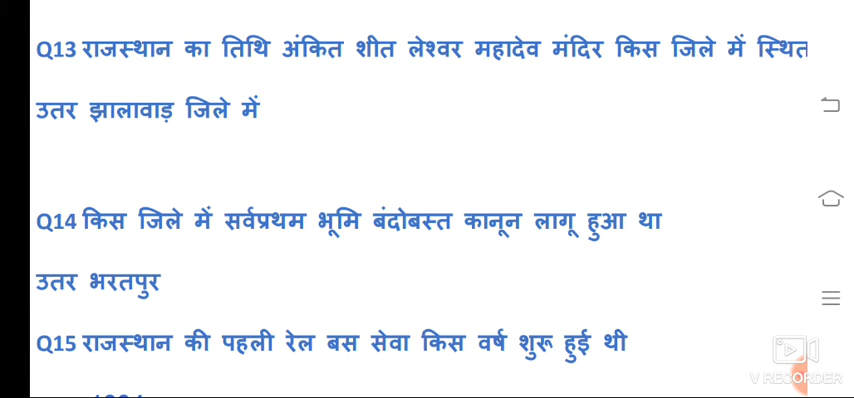 Q13 राजस्थान का तिथि अंकित शीत लेश्वर महादेव मंदिर किस जिले में स्थित
उतर झालावाड़ जिले में
Q14 किस जिले में सर्वप्रथम भूमि बंदोबस्त कानून लागू हुआ था
उतर भरतपुर
Q15 राजस्थान की पहली रेल बस सेवा किस वर्ष शुरू हुई थी
V RECORDER